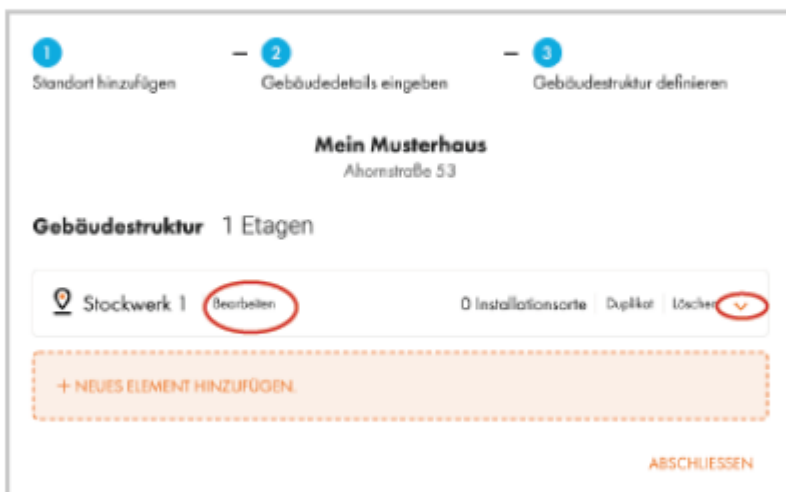 1 – 2 – 3
Standort hinzufügen Gebäudedetails eingeben Gebäudestruktur definieren
Mein Musterhaus
Ahornstraße 53
Gebäudestruktur 1 Etagen
Stockwerk 1 Bearbeiten 0 Installationsorte Duplikat Löschen
+ NEUES ELEMENT HINZUFÜGEN.
ABSCHLIESSEN